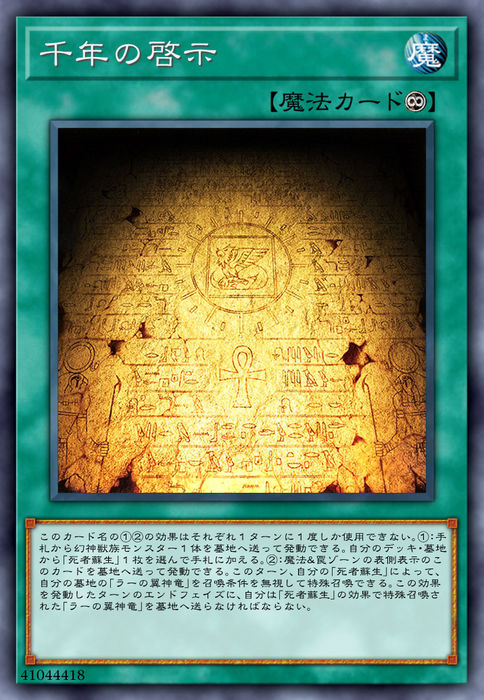 千年の啓示
魔
【魔法カード♾】
このカード名の①②の効果はそれぞれ1ターンに1度しか使用できない。①:手
札から幻神獣族モンスター1体を墓地へ送って発動できる。自分のデッキ・墓地
から「死者蘇生」1枚を選んで手札に加える。②:魔法&罠ゾーンの表側表示のこ
のカードを墓地へ送って発動できる。このターン、自分の「死者蘇生」によって、
自分の墓地の「ラーの翼神竜」を召喚条件を無視して特殊召喚できる。この効果
を発動したターンのエンドフェイズに、自分は「死者蘇生」の効果で特殊召喚さ
れた「ラーの翼神竜」を墓地へ送らなければならない。
41044418